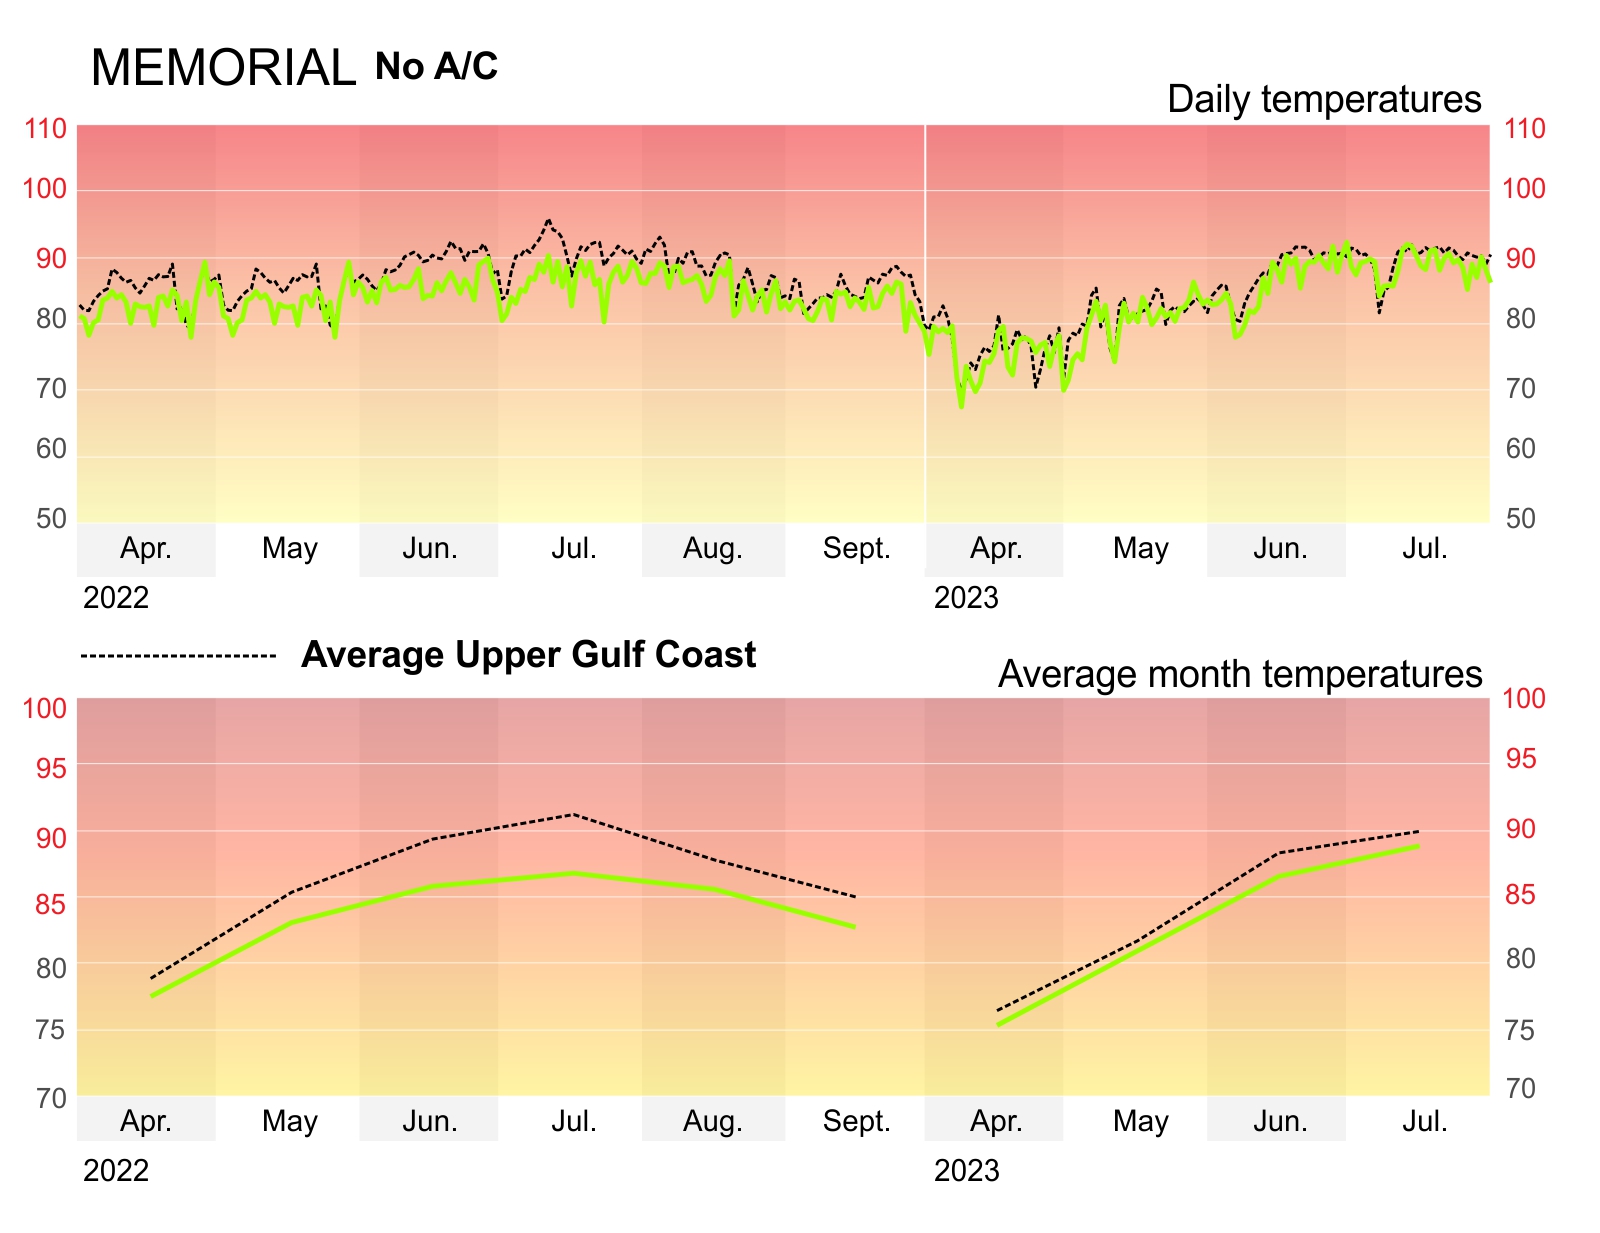 MEMORIAL No A/C
Daily temperatures
110 110
100 100
90 90
80 80
70 70
60 60
50 50
Apr. May Jun. Jul. Aug. Sept. Apr. May Jun. Jul.
2022 2023
Average Upper Gulf Coast
Average month temperatures
100 100
95 95
90 90
85 85
80 80
75 75
70 70
Apr. May Jun. Jul. Aug. Sept. Apr. May Jun. Jul.
2022 2023